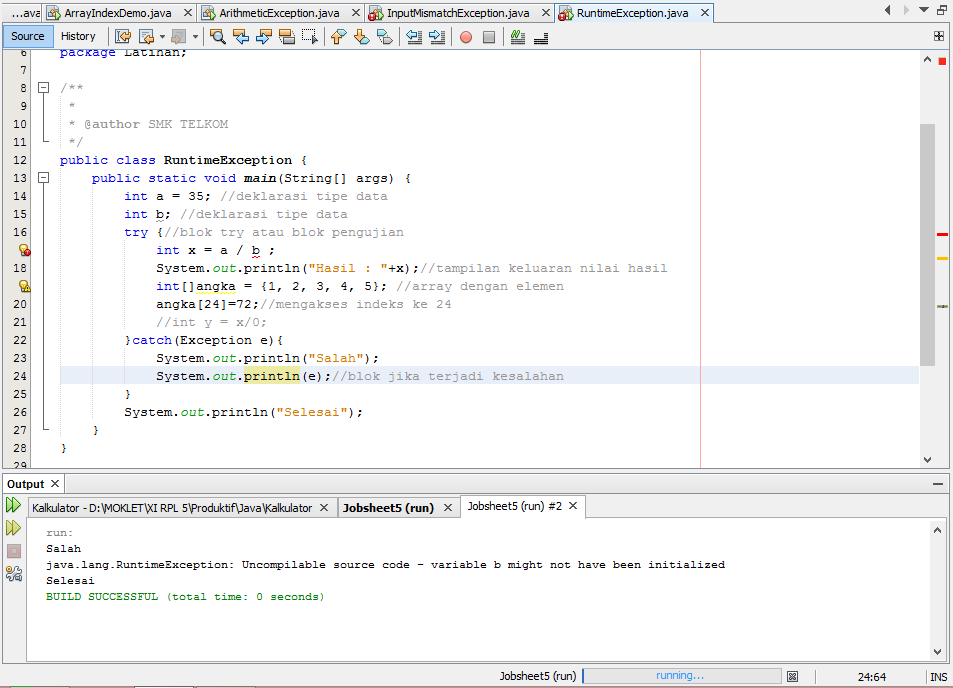 ...ava ArrayIndexDemo.java ArithmeticException.java InputMismatchException.java RuntimeException.java
Source History
6 package Latihan;
7
8 /**
9 *
10 * @author SMK TELKOM
11 */
12 public class RuntimeException {
13 public static void main(String[] args) {
14 int a = 35; //deklarasi tipe data
15 int b; //deklarasi tipe data
16 try {//blok try atau blok pengujian
int x = a / b ;
18 System.out.println("Hasil : "+x);//tampilan keluaran nilai hasil
int[]angka = {1, 2, 3, 4, 5}; //array dengan elemen
20 angka[24]=72;//mengakses indeks ke 24
21 //int y = x/0;
22 }catch(Exception e){
23 System.out.println("Salah");
24 System.out.println(e);//blok jika terjadi kesalahan
25 }
26 System.out.println("Selesai");
27 }
28 }
29
Output
Kalkulator - D:\MOKLET\XI RPL 5\Produktif\Java\Kalkulator Jobsheet5 (run) Jobsheet5 (run) #2
run:
Salah
java.lang.RuntimeException: Uncompilable source code - variable b might not have been initialized
Selesai
BUILD SUCCESSFUL (total time: 0 seconds)
Jobsheet5 (run) running... 24:64 INS